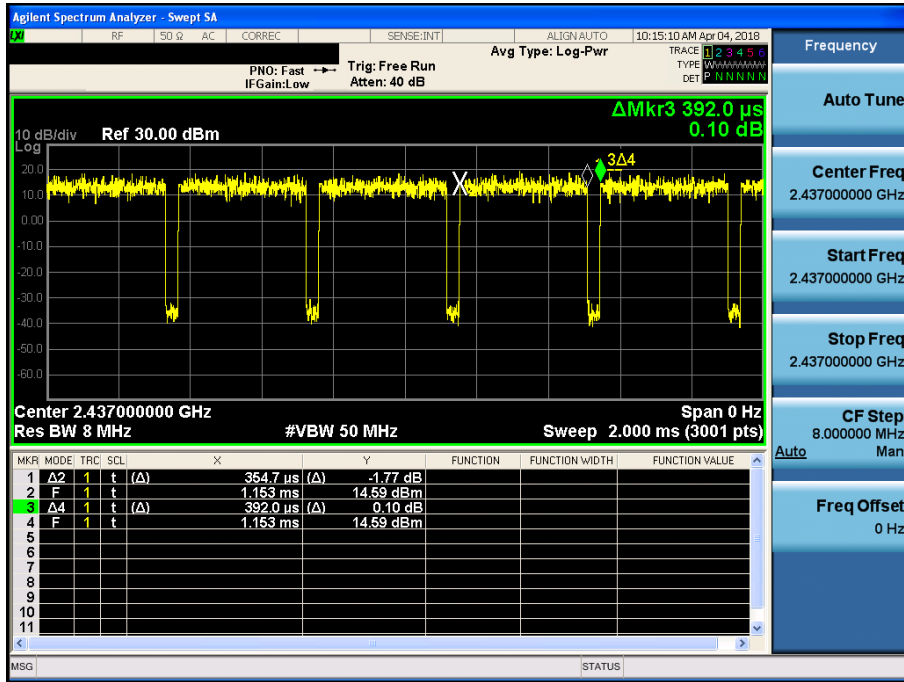 Agilent Spectrum Analyzer - Swept SA
LXI RF 50 Ω AC CORREC SENSE:INT ALIGN AUTO 10:15:10 AM Apr 04, 2018
Frequency
PNO: Fast
IFGain:Low
Trig: Free Run
Atten: 40 dB
Avg Type: Log-Pwr
TRACE 1 2 3 4 5 6
TYPE WWWWWW
DET P N N N N N
Auto Tune
ΔMkr3 392.0 µs
0.10 dB
10 dB/div Ref 30.00 dBm
Log
3Δ4
X
20.0
10.0
0.00
-10.0
-20.0
-30.0
-40.0
-50.0
-60.0
Center Freq
2.437000000 GHz
Start Freq
2.437000000 GHz
Stop Freq
2.437000000 GHz
Center 2.437000000 GHz Span 0 Hz
Res BW 8 MHz #VBW 50 MHz Sweep 2.000 ms (3001 pts)
CF Step
8.000000 MHz
Auto Man
MKR MODE TRC SCL X Y FUNCTION FUNCTION WIDTH FUNCTION VALUE
1 Δ2 1 t (Δ) 354.7 µs (Δ) -1.77 dB
2 F 1 t 1.153 ms 14.59 dBm
3 Δ4 1 t (Δ) 392.0 µs (Δ) 0.10 dB
4 F 1 t 1.153 ms 14.59 dBm
5
6
7
8
9
10
11
Freq Offset
0 Hz
MSG STATUS